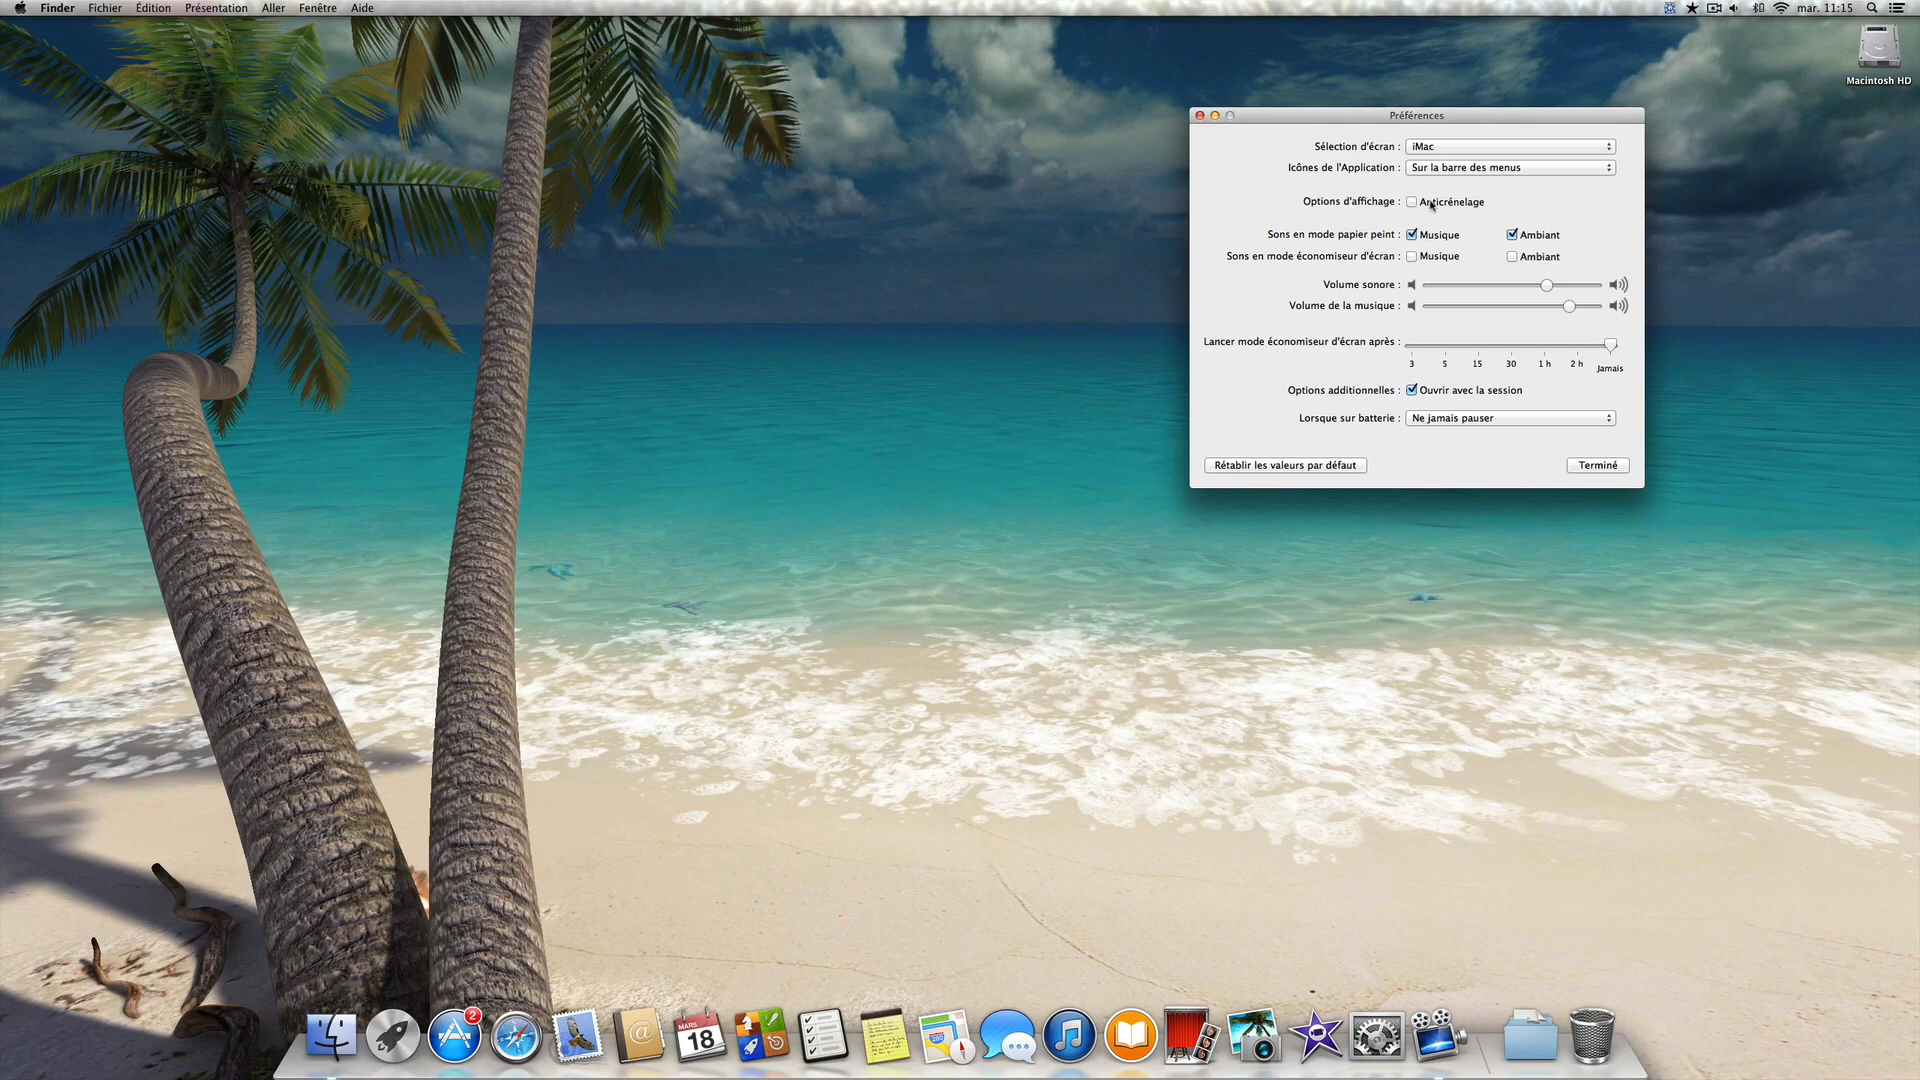 Finder Fichier Édition Présentation Aller Fenêtre Aide mar. 11:15
Macintosh HD
Préférences
Sélection d'écran : iMac
Icônes de l'Application : Sur la barre des menus
Options d'affichage : Anticrénelage
Sons en mode papier peint : Musique Ambiant
Sons en mode économiseur d'écran : Musique Ambiant
Volume sonore :
Volume de la musique :
Lancer mode économiseur d'écran après :
3 5 15 30 1 h 2 h Jamais
Options additionnelles : Ouvrir avec la session
Lorsque sur batterie : Ne jamais pauser
Rétablir les valeurs par défaut Terminé
2
MARS
18
280